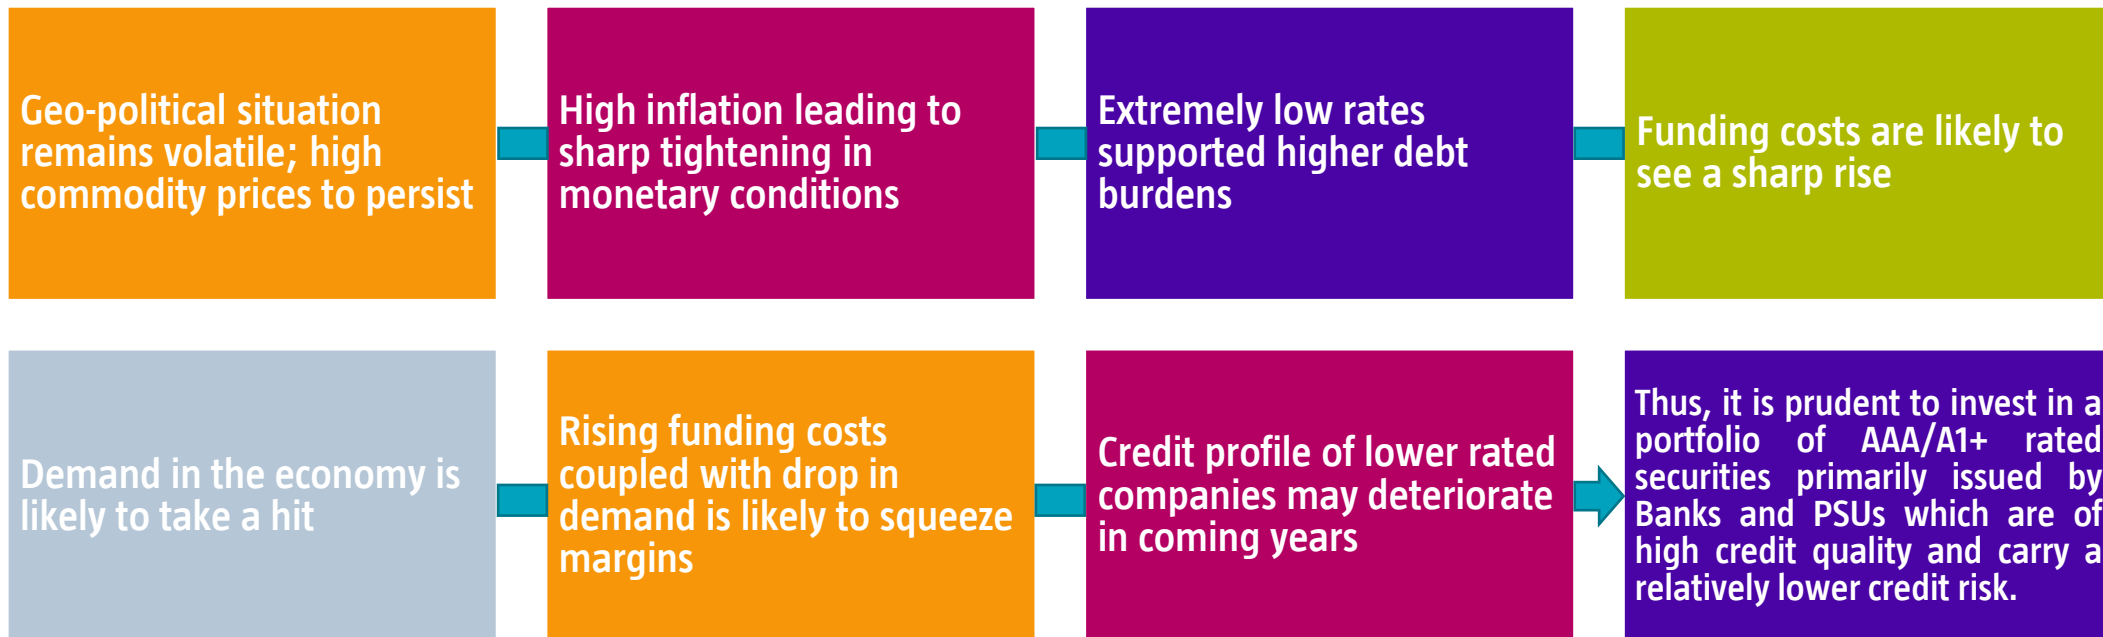 Geo-political situation
remains volatile; high
commodity prices to persist
High inflation leading to
sharp tightening in
monetary conditions
Extremely low rates
supported higher debt
burdens
Funding costs are likely to
see a sharp rise
Demand in the economy is
likely to take a hit
Rising funding costs
coupled with drop in
demand is likely to squeeze
margins
Credit profile of lower rated
companies may deteriorate
in coming years
Thus, it is prudent to invest in a
portfolio of AAA/A1+ rated
securities primarily issued by
Banks and PSUs which are of
high credit quality and carry a
relatively lower credit risk.